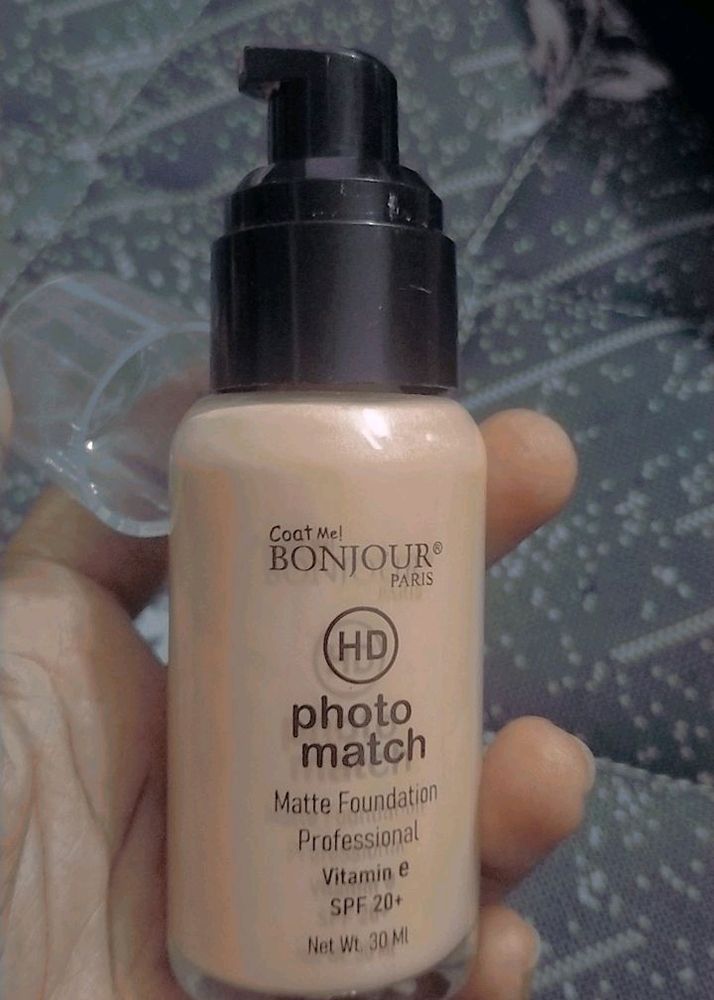 Coat Me!
BONJOUR®
PARIS
HD
photo
match
Matte Foundation
Professional
Vitamin e
SPF 20+
Net Wt. 30 Ml